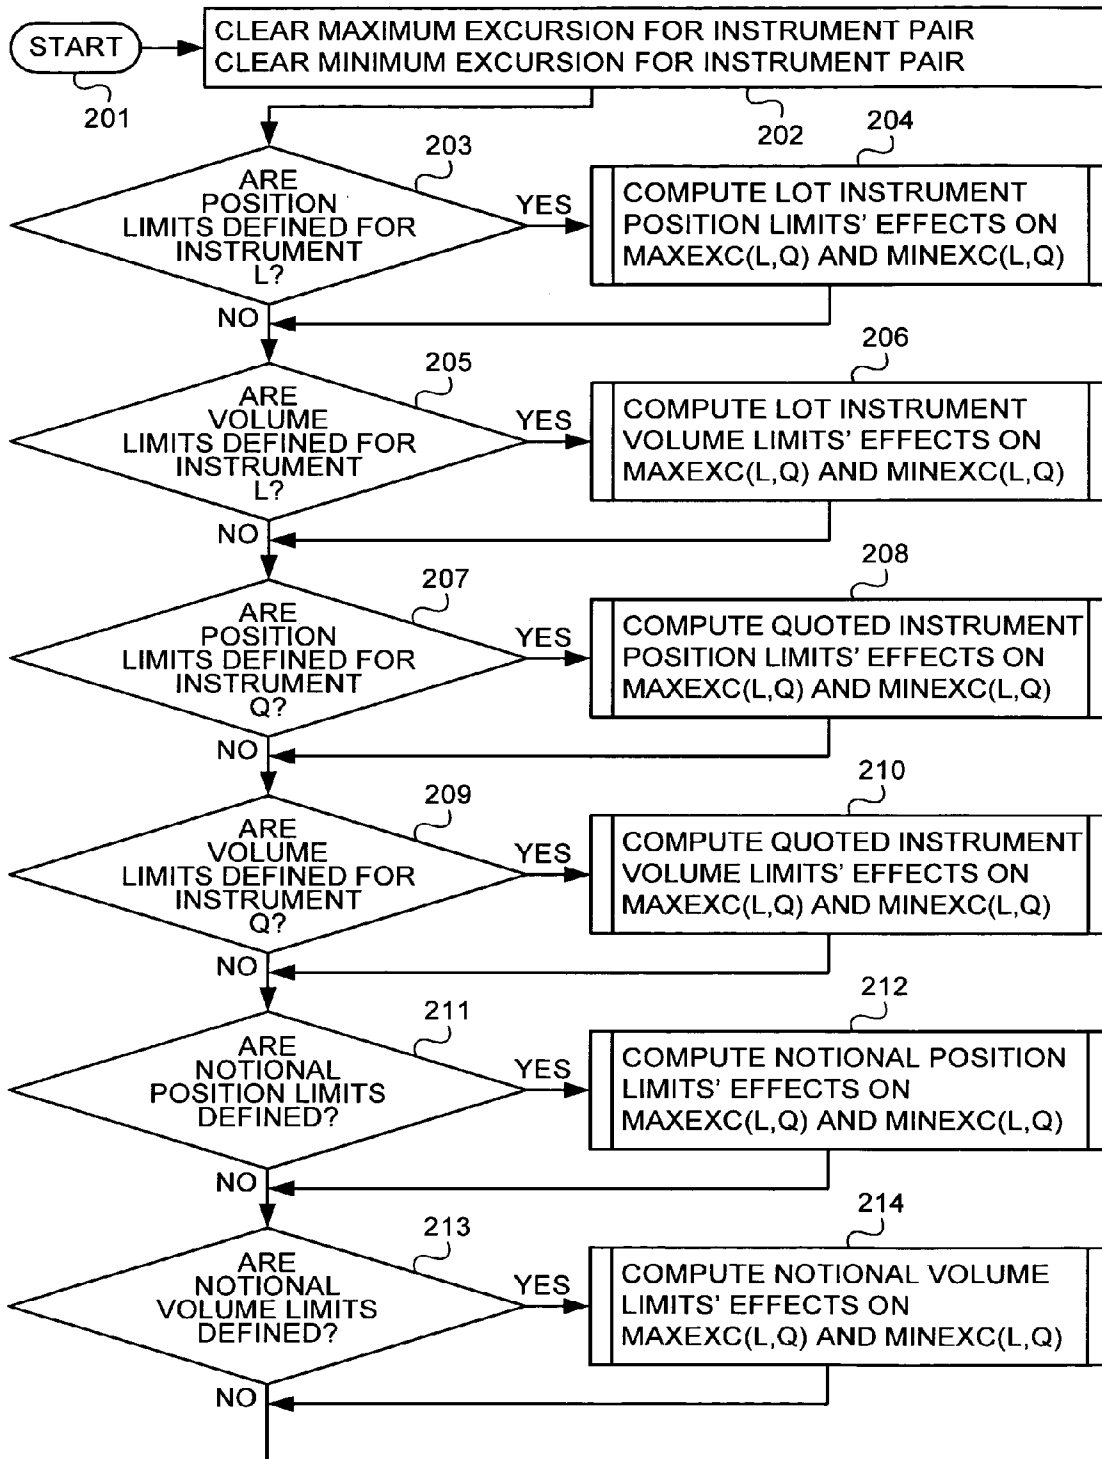 START
CLEAR MAXIMUM EXCURSION FOR INSTRUMENT PAIR
CLEAR MINIMUM EXCURSION FOR INSTRUMENT PAIR
201
202
203
ARE
POSITION
LIMITS DEFINED FOR
INSTRUMENT
L?
YES
NO
204
COMPUTE LOT INSTRUMENT
POSITION LIMITS' EFFECTS ON
MAXEXC(L,Q) AND MINEXC(L,Q)
205
ARE
VOLUME
LIMITS DEFINED FOR
INSTRUMENT
L?
YES
NO
206
COMPUTE LOT INSTRUMENT
VOLUME LIMITS' EFFECTS ON
MAXEXC(L,Q) AND MINEXC(L,Q)
207
ARE
POSITION
LIMITS DEFINED FOR
INSTRUMENT
Q?
YES
NO
208
COMPUTE QUOTED INSTRUMENT
POSITION LIMITS' EFFECTS ON
MAXEXC(L,Q) AND MINEXC(L,Q)
209
ARE
VOLUME
LIMITS DEFINED FOR
INSTRUMENT
Q?
YES
NO
210
COMPUTE QUOTED INSTRUMENT
VOLUME LIMITS' EFFECTS ON
MAXEXC(L,Q) AND MINEXC(L,Q)
211
ARE
NOTIONAL
POSITION LIMITS
DEFINED?
YES
NO
212
COMPUTE NOTIONAL POSITION
LIMITS' EFFECTS ON
MAXEXC(L,Q) AND MINEXC(L,Q)
213
ARE
NOTIONAL
VOLUME LIMITS
DEFINED?
YES
NO
214
COMPUTE NOTIONAL VOLUME
LIMITS' EFFECTS ON
MAXEXC(L,Q) AND MINEXC(L,Q)